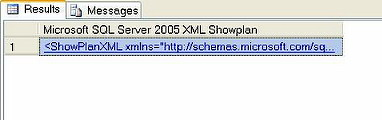 Results Messages
Microsoft SQL Server 2005 XML Showplan
1 <ShowPlanXML xmlns="http://schemas.microsoft.com/sq...